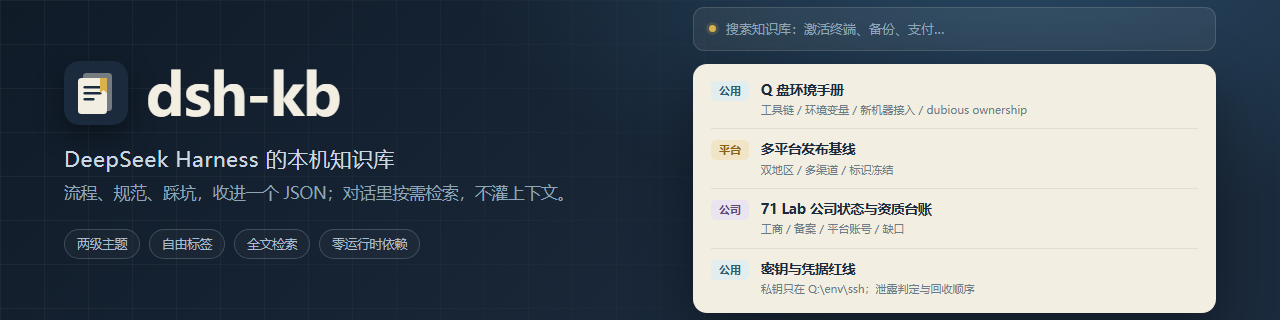 dsh-kb
DeepSeek Harness 的本机知识库
流程、规范、踩坑，收进一个 JSON；对话里按需检索，不灌上下文。
两级主题
自由标签
全文检索
零运行时依赖
搜索知识库：激活终端、备份、支付...
公用
Q 盘环境手册
工具链 / 环境变量 / 新机器接入 / dubious ownership
平台
多平台发布基线
双地区 / 多渠道 / 标识冻结
公司
71 Lab 公司状态与资质台账
工商 / 备案 / 平台账号 / 缺口
公用
密钥与凭据红线
私钥只在 Q:\env\ssh；泄露判定与回收顺序